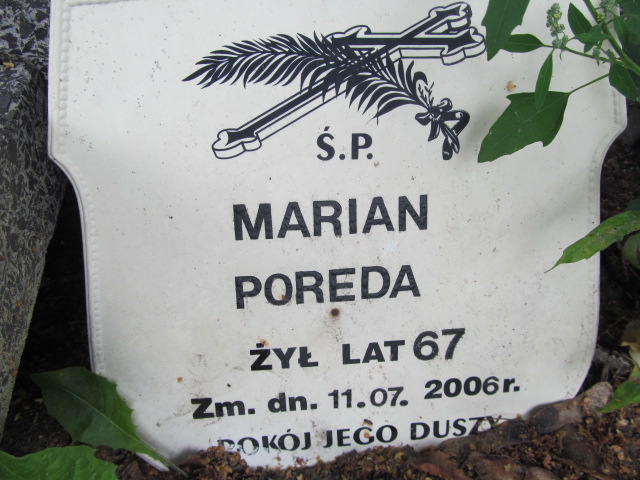 Ś.P.
MARIAN
POREDA
ŻYŁ LAT 67
Zm. dn. 11.07. 2006r.
POKÓJ JEGO DUSZY